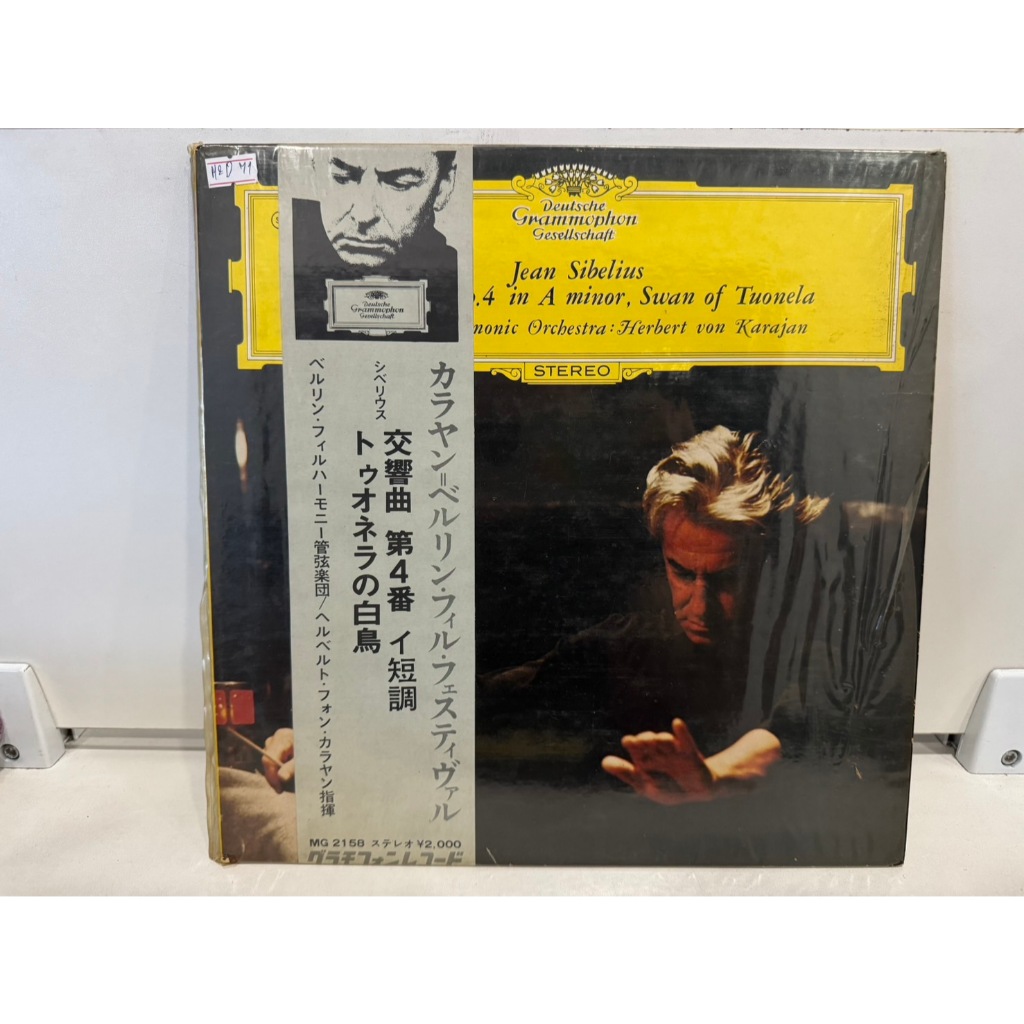 H&D 41
Deutsche
Grammophon
Gesellschaft
Jean Sibelius
.4 in A minor, Swan of Tuonela
monic Orchestra: Herbert von Karajan
STEREO
Deutsche
Grammophon
Gesellschaft
カラヤン=ベルリン・フィル・フェスティヴァル
シベリウス
交響曲 第4番 イ短調
トゥオネラの白鳥
ベルリン・フィルハーモニー管弦楽団/ヘルベルト・フォン・カラヤン指揮
MG 2158 ステレオ ¥2,000
グラモフォンレコード